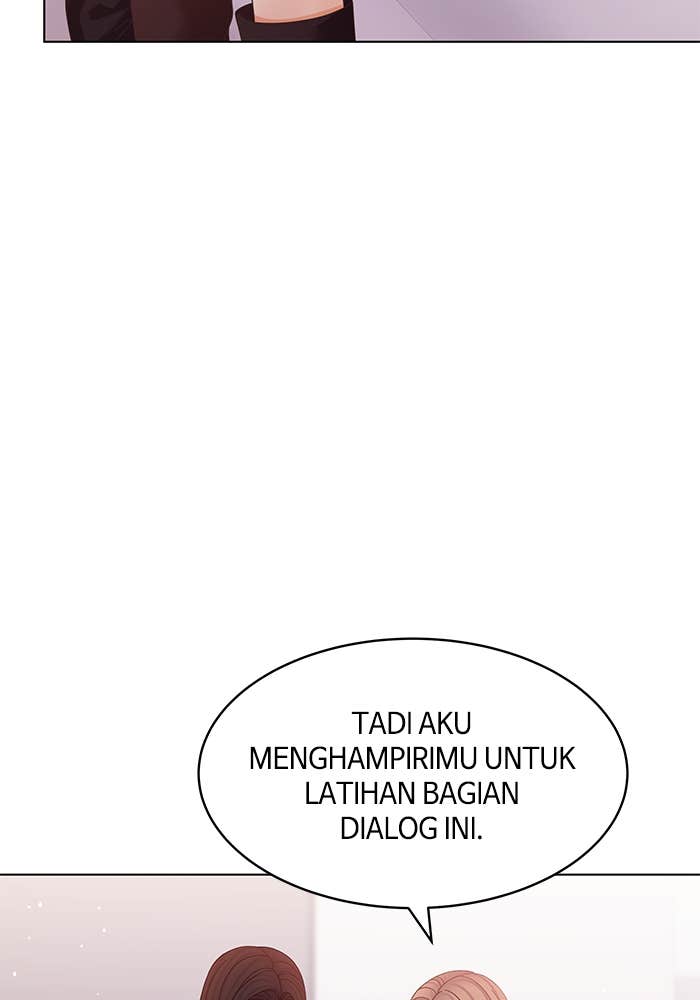 TADI AKU
MENGHAMPIRIMU UNTUK
LATIHAN BAGIAN
DIALOG INI.